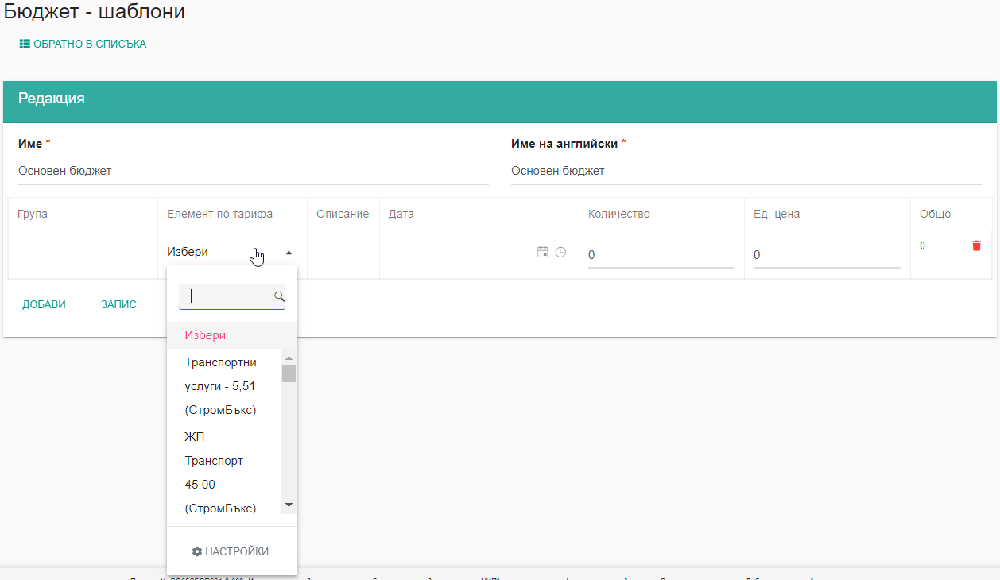 Бюджет - шаблони
ОБРАТНО В СПИСЪКА
Редакция
Име *
Име на английски *
Основен бюджет
Основен бюджет
Група
Елемент по тарифа
Описание
Дата
Количество
Ед. цена
Общо
Избери
0
0
0
ДОБАВИ
ЗАПИС
Избери
Транспортни
услуги - 5,51
(СтромБъкс)
ЖП
Транспорт -
45,00
(СтромБъкс)
НАСТРОЙКИ